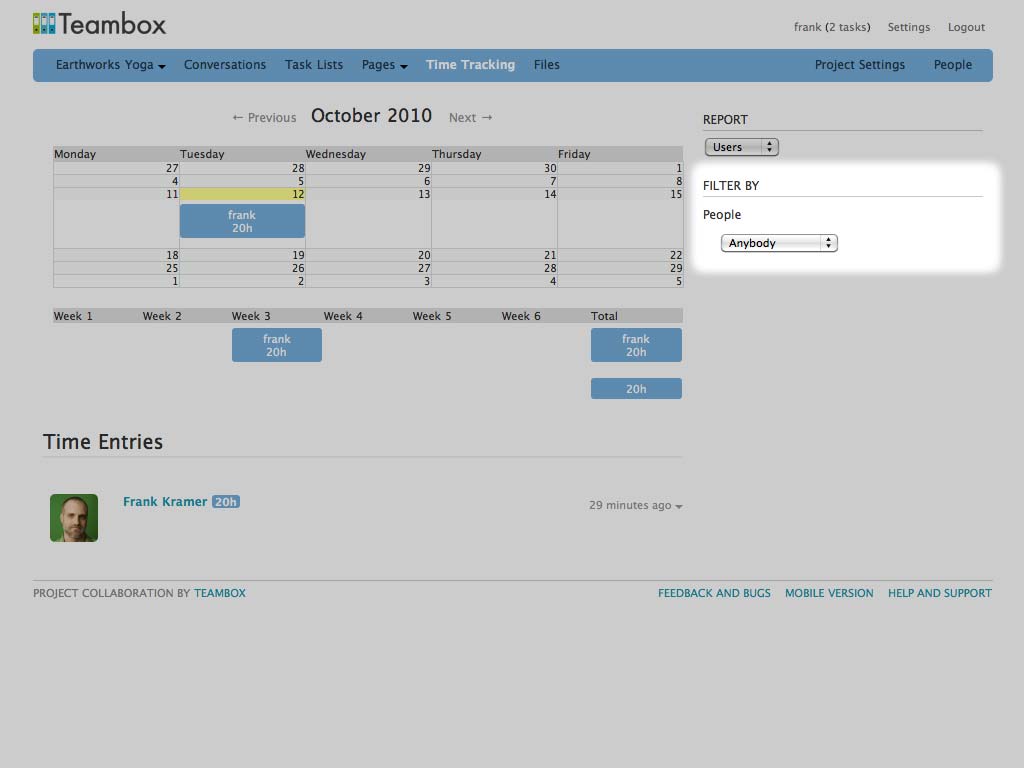 Teambox
frank (2 tasks) Settings Logout
Earthworks Yoga Conversations Task Lists Pages Time Tracking Files Project Settings People
← Previous October 2010 Next →
Monday Tuesday Wednesday Thursday Friday
27 28 29 30 1
4 5 6 7 8
11 12 13 14 15
frank
20h
18 19 20 21 22
25 26 27 28 29
1 2 3 4 5
Week 1 Week 2 Week 3 Week 4 Week 5 Week 6 Total
frank frank
20h 20h
20h
REPORT
Users
FILTER BY
People
Anybody
Time Entries
Frank Kramer 20h 29 minutes ago
PROJECT COLLABORATION BY TEAMBOX FEEDBACK AND BUGS MOBILE VERSION HELP AND SUPPORT